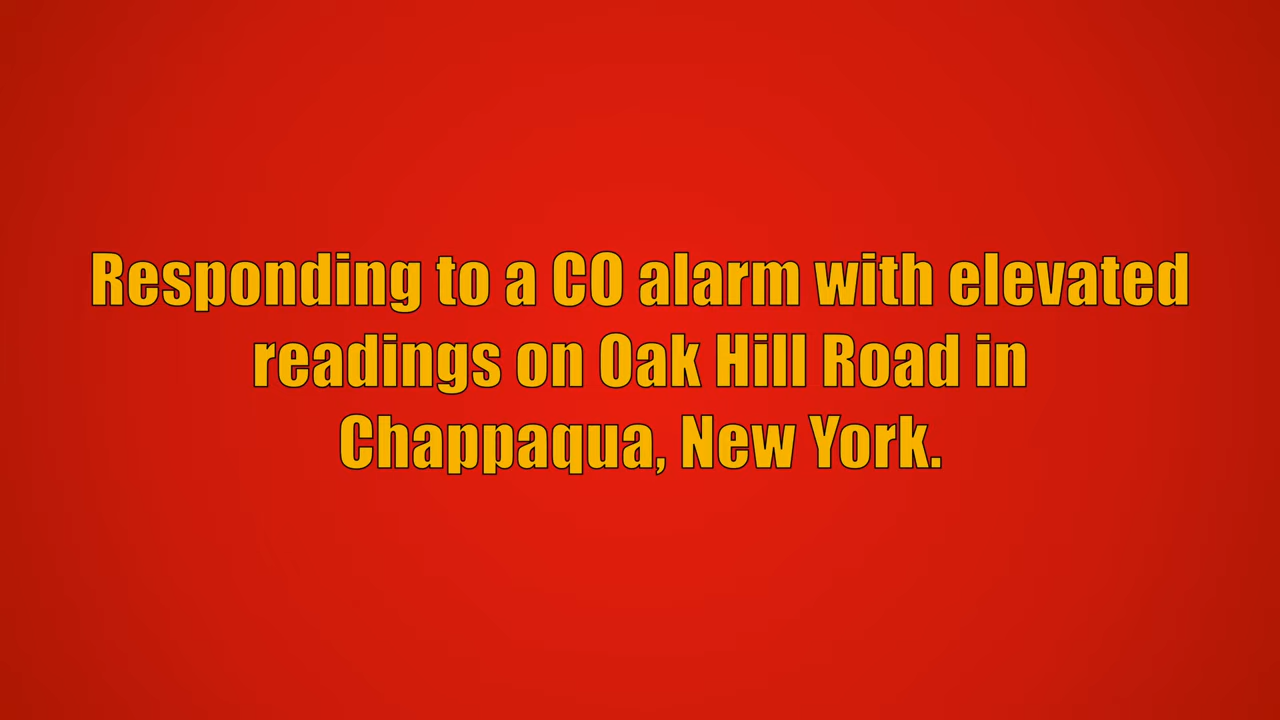 Responding to a CO alarm with elevated
readings on Oak Hill Road in
Chappaqua, New York.